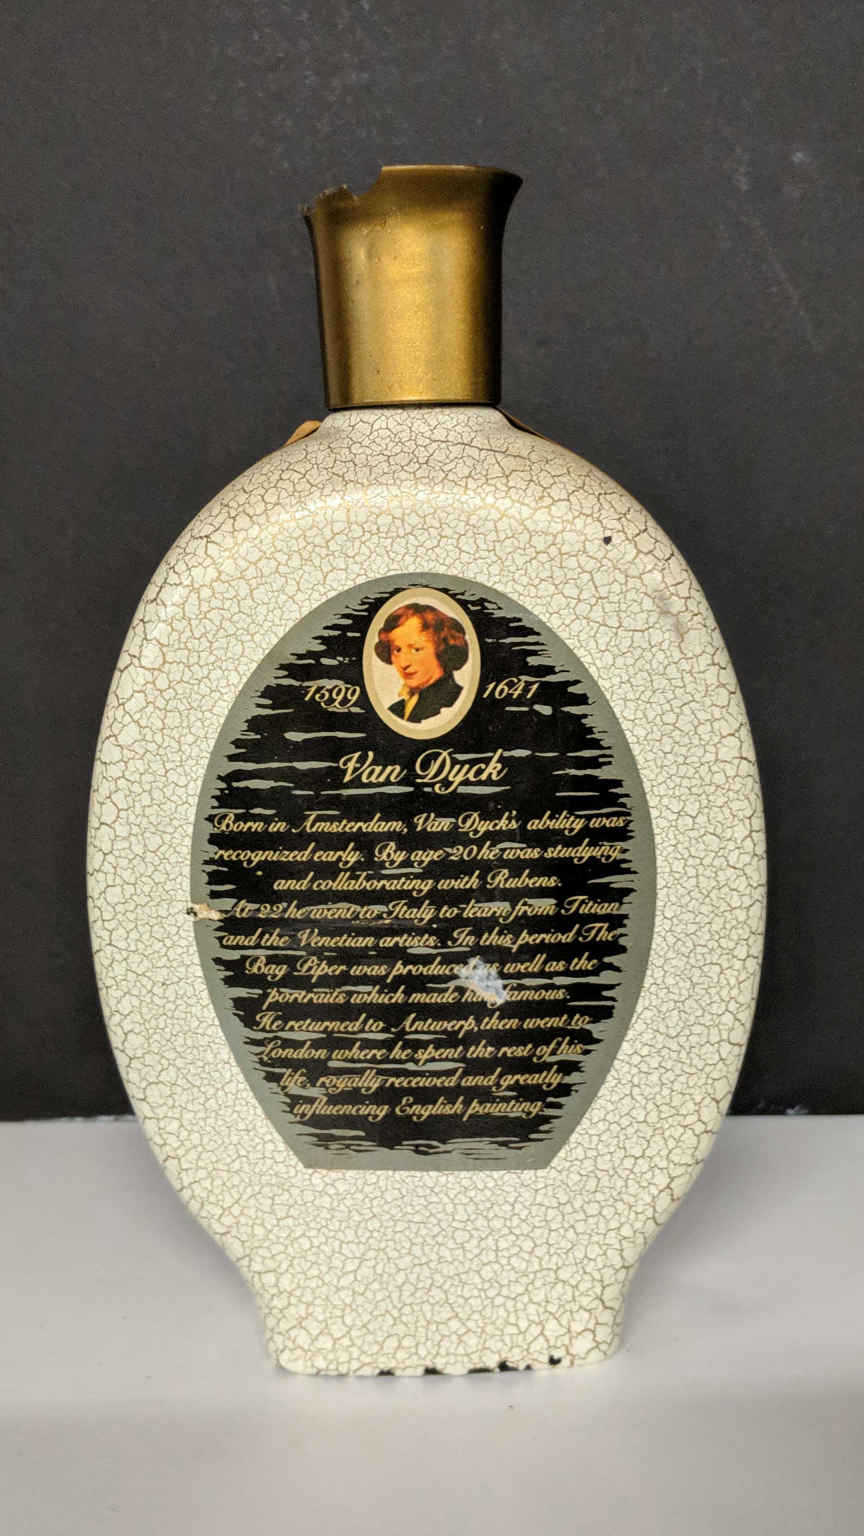 1599 1641
Van Dyck
Born in Amsterdam, Van Dyck's ability was
recognized early. By age 20 he was studying
and collaborating with Rubens.
At 22 he went to Italy to learn from Titian
and the Venetian artists. In this period The
Bag Piper was produced as well as the
portraits which made him famous.
He returned to Antwerp, then went to
London where he spent the rest of his
life, royally received and greatly
influencing English painting.